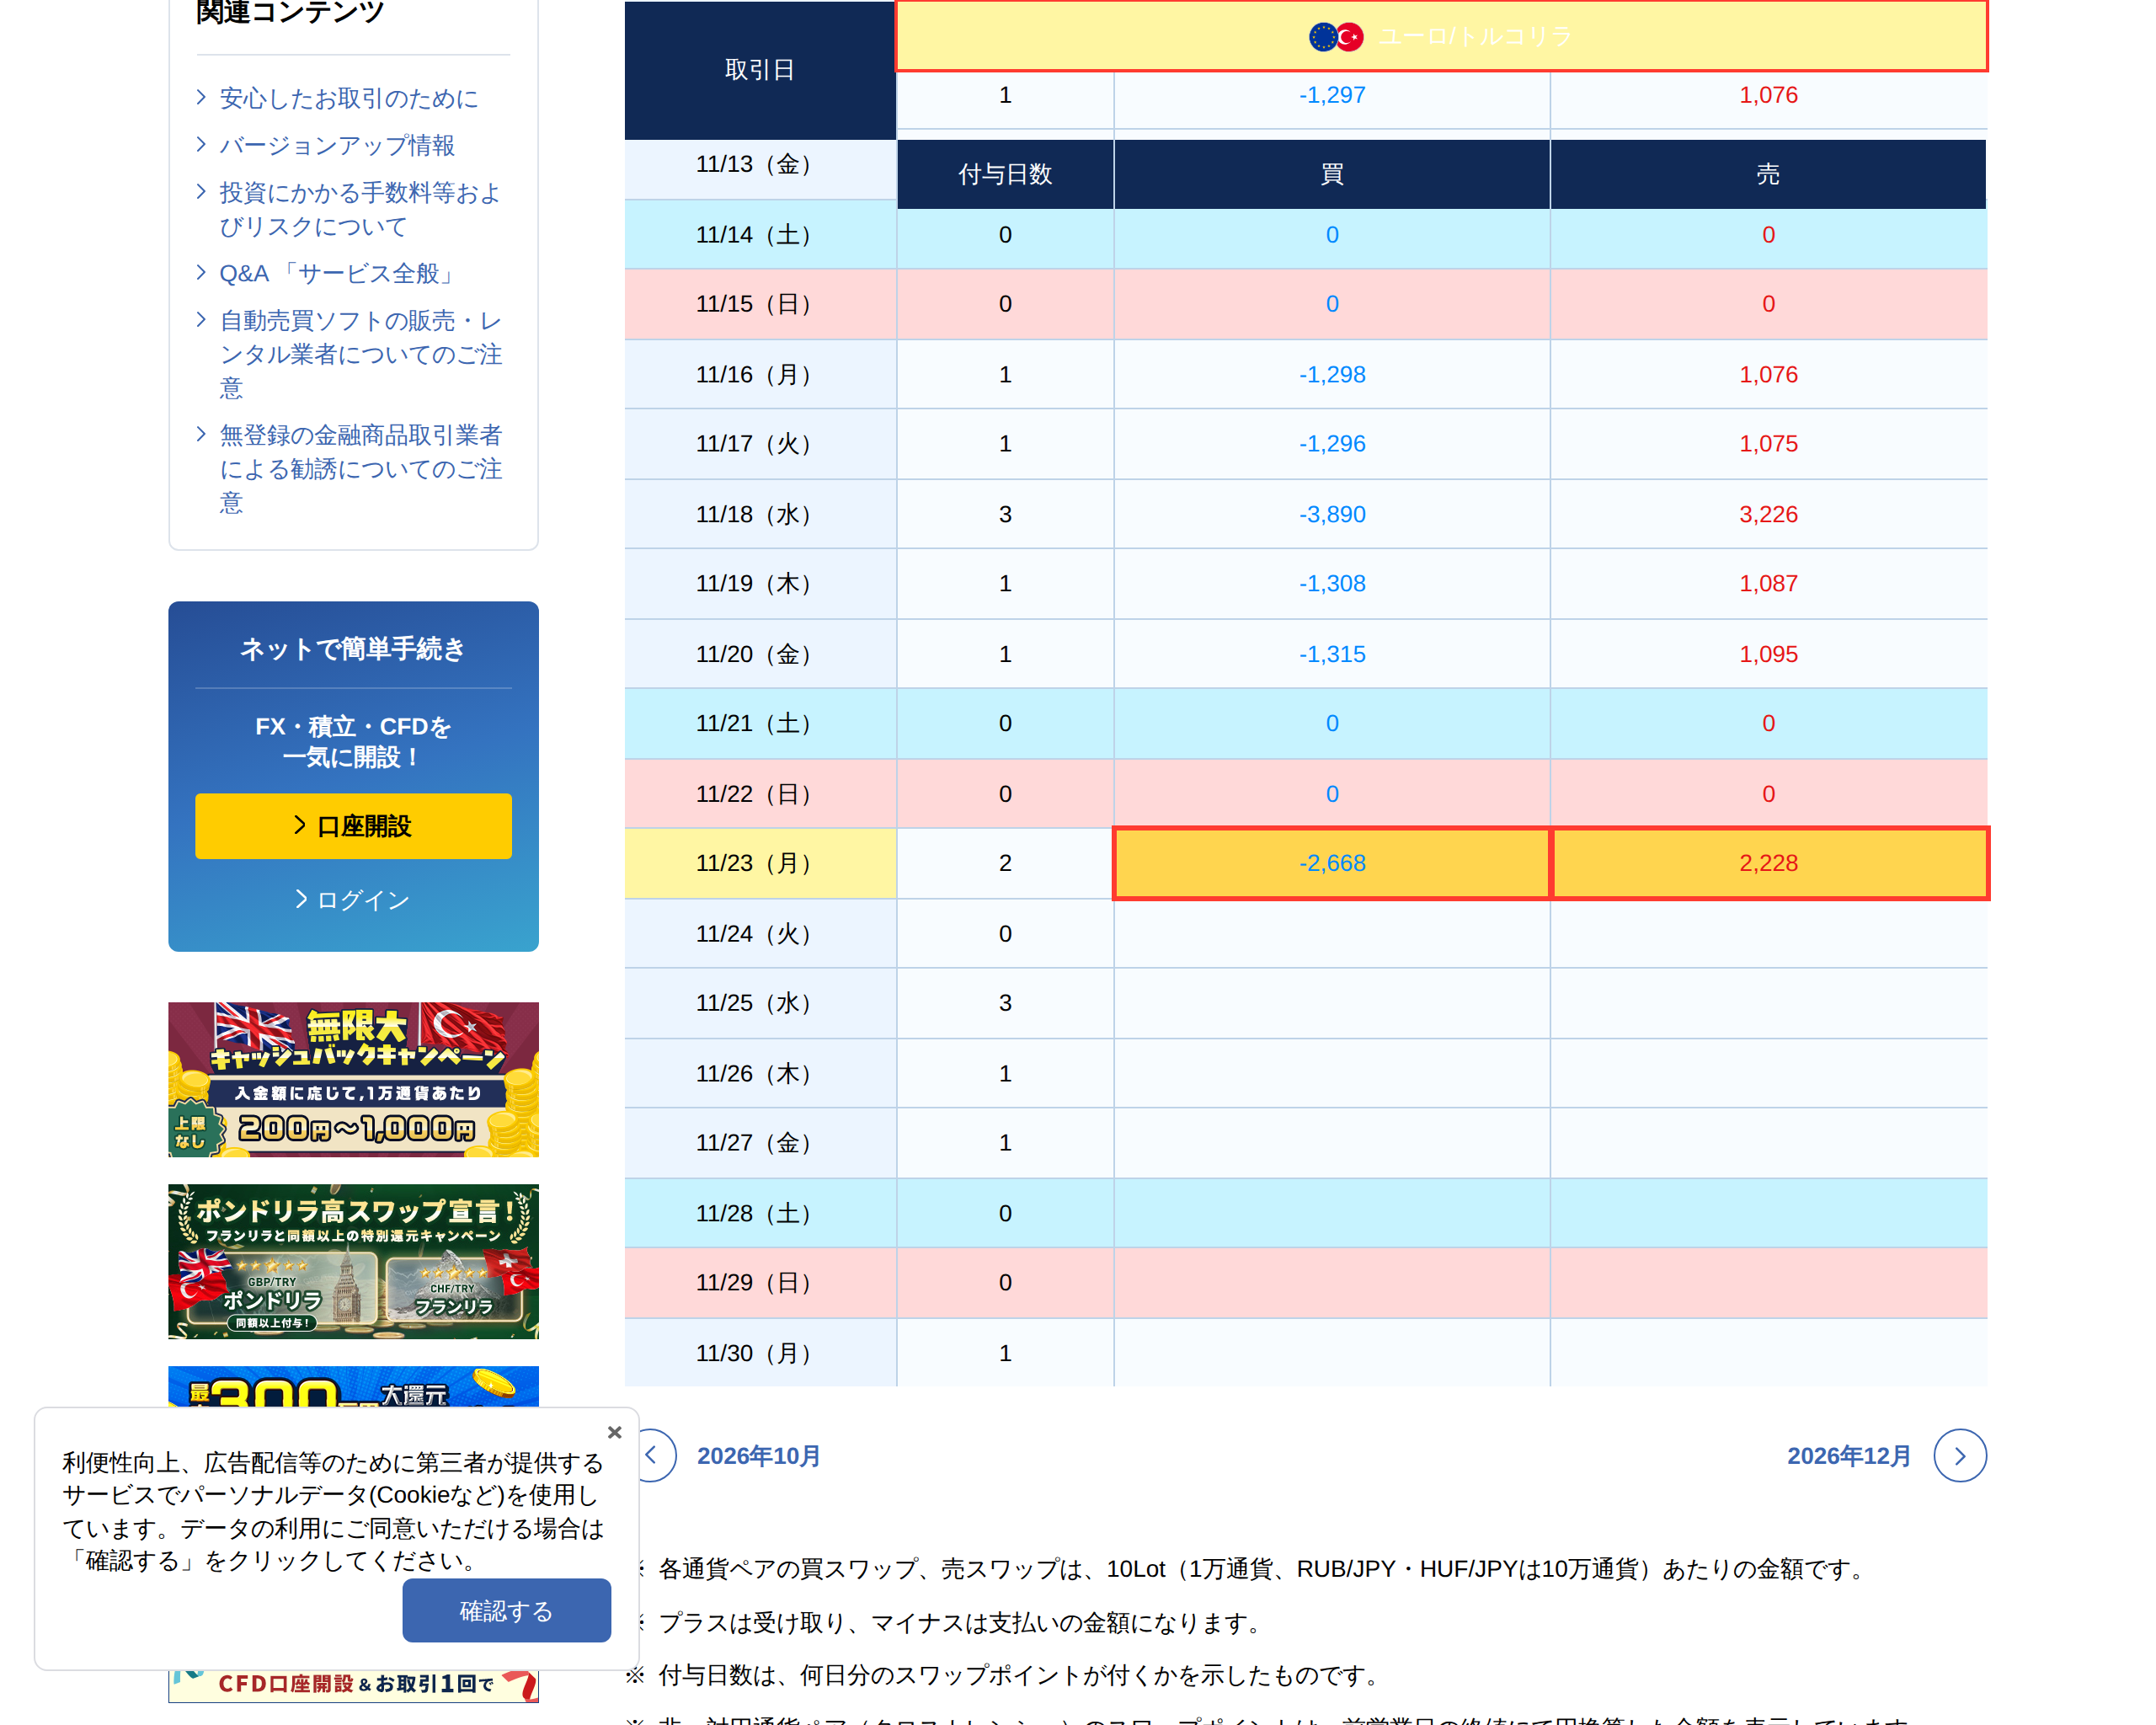 関連コンテンツ
安心したお取引のために
バージョンアップ情報
投資にかかる手数料等およ
びリスクについて
Q&A 「サービス全般」
自動売買ソフトの販売・レ
ンタル業者についてのご注
意
無登録の金融商品取引業者
による勧誘についてのご注
意
ネットで簡単手続き
FX・積立・CFDを
一気に開設！
口座開設
ログイン
無限大
キャッシュバックキャンペーン
入金額に応じて,1万通貨あたり
上限
なし
200円～1,000円
ポンドリラ高スワップ宣言！
フランリラと同額以上の特別還元キャンペーン
GBP/TRY
ポンドリラ
同額以上付与！
CHF/TRY
フランリラ
300
大還元
×
利便性向上、広告配信等のために第三者が提供する
サービスでパーソナルデータ(Cookieなど)を使用し
ています。データの利用にご同意いただける場合は
「確認する」をクリックしてください。
確認する
CFD口座開設＆お取引1回で
取引日 ユーロ/トルコリラ
1 -1,297 1,076
11/13（金） 付与日数 買 売
11/14（土） 0 0 0
11/15（日） 0 0 0
11/16（月） 1 -1,298 1,076
11/17（火） 1 -1,296 1,075
11/18（水） 3 -3,890 3,226
11/19（木） 1 -1,308 1,087
11/20（金） 1 -1,315 1,095
11/21（土） 0 0 0
11/22（日） 0 0 0
11/23（月） 2 -2,668 2,228
11/24（火） 0
11/25（水） 3
11/26（木） 1
11/27（金） 1
11/28（土） 0
11/29（日） 0
11/30（月） 1
2026年10月 2026年12月
※ 各通貨ペアの買スワップ、売スワップは、10Lot（1万通貨、RUB/JPY・HUF/JPYは10万通貨）あたりの金額です。
※ プラスは受け取り、マイナスは支払いの金額になります。
※ 付与日数は、何日分のスワップポイントが付くかを示したものです。